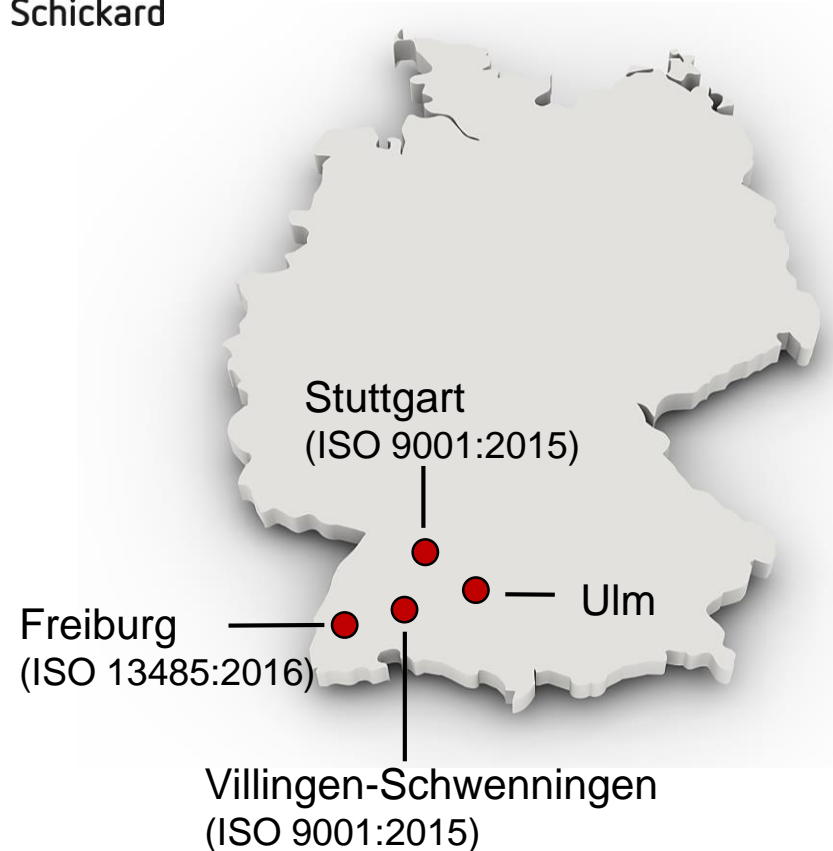 Schickard
Stuttgart
(ISO 9001:2015)
Ulm
Freiburg
(ISO 13485:2016)
Villingen-Schwenningen
(ISO 9001:2015)